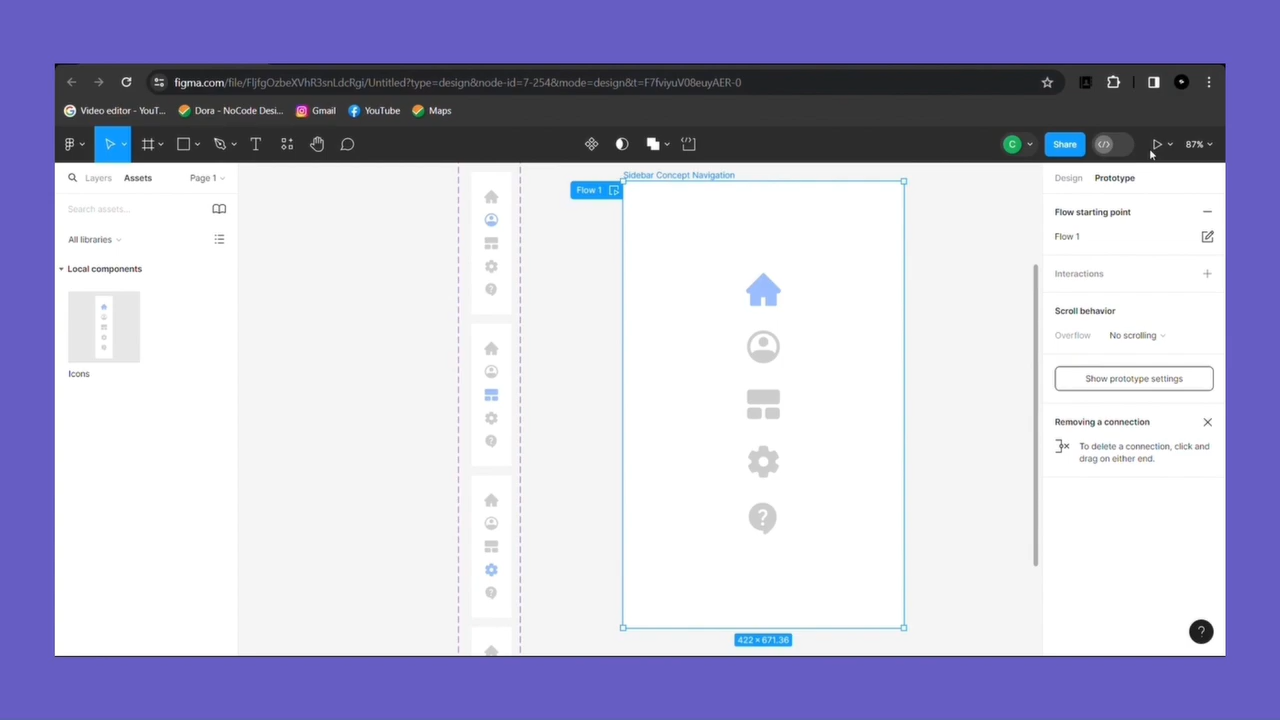 figma.com/file/FljfgOzbeXVhR3snLdcRgi/Untitled?type=design&node-id=7-254&mode=design&t=F7fviyuV08euyAER-0
Video editor - YouT...
Dora - NoCode Desi...
Gmail
YouTube
Maps
C
Share
87%
Layers
Assets
Page 1
Search assets...
All libraries
Local components
Icons
Sidebar Concept Navigation
Flow 1
422 × 671.36
Design
Prototype
Flow starting point
Flow 1
Interactions
Scroll behavior
Overflow
No scrolling
Show prototype settings
Removing a connection
To delete a connection, click and
drag on either end.
?